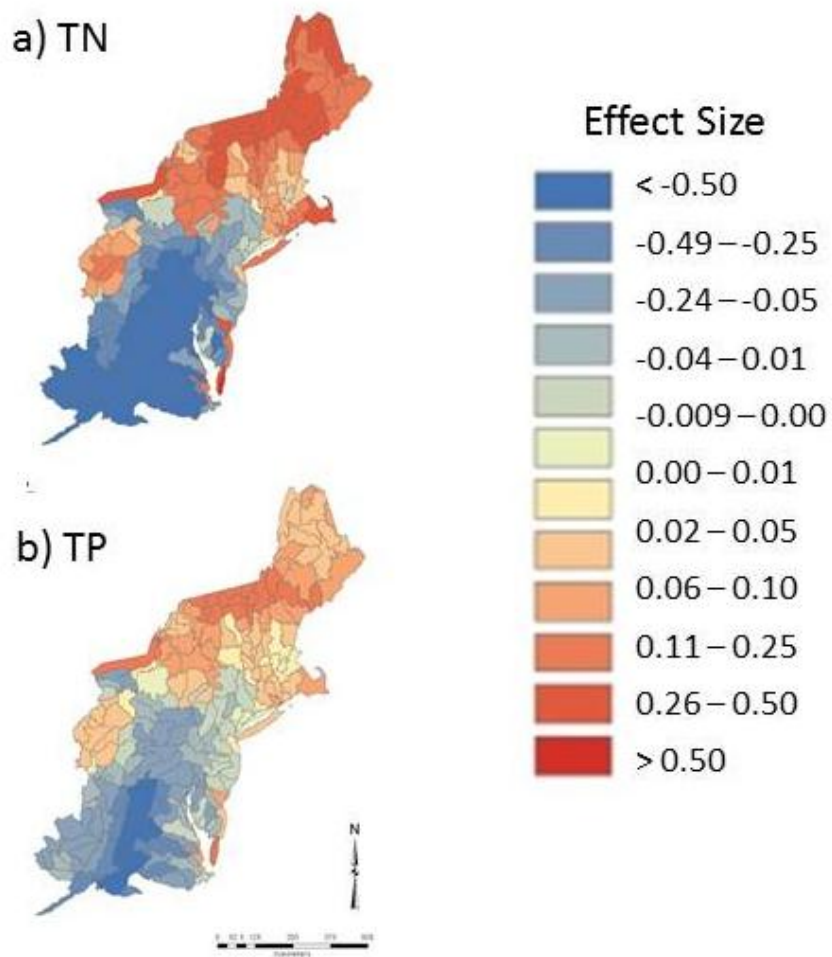 a) TN
Effect Size
< -0.50
-0.49 – -0.25
-0.24 – -0.05
-0.04 – 0.01
-0.009 – 0.00
0.00 – 0.01
0.02 – 0.05
0.06 – 0.10
0.11 – 0.25
0.26 – 0.50
> 0.50
b) TP
N